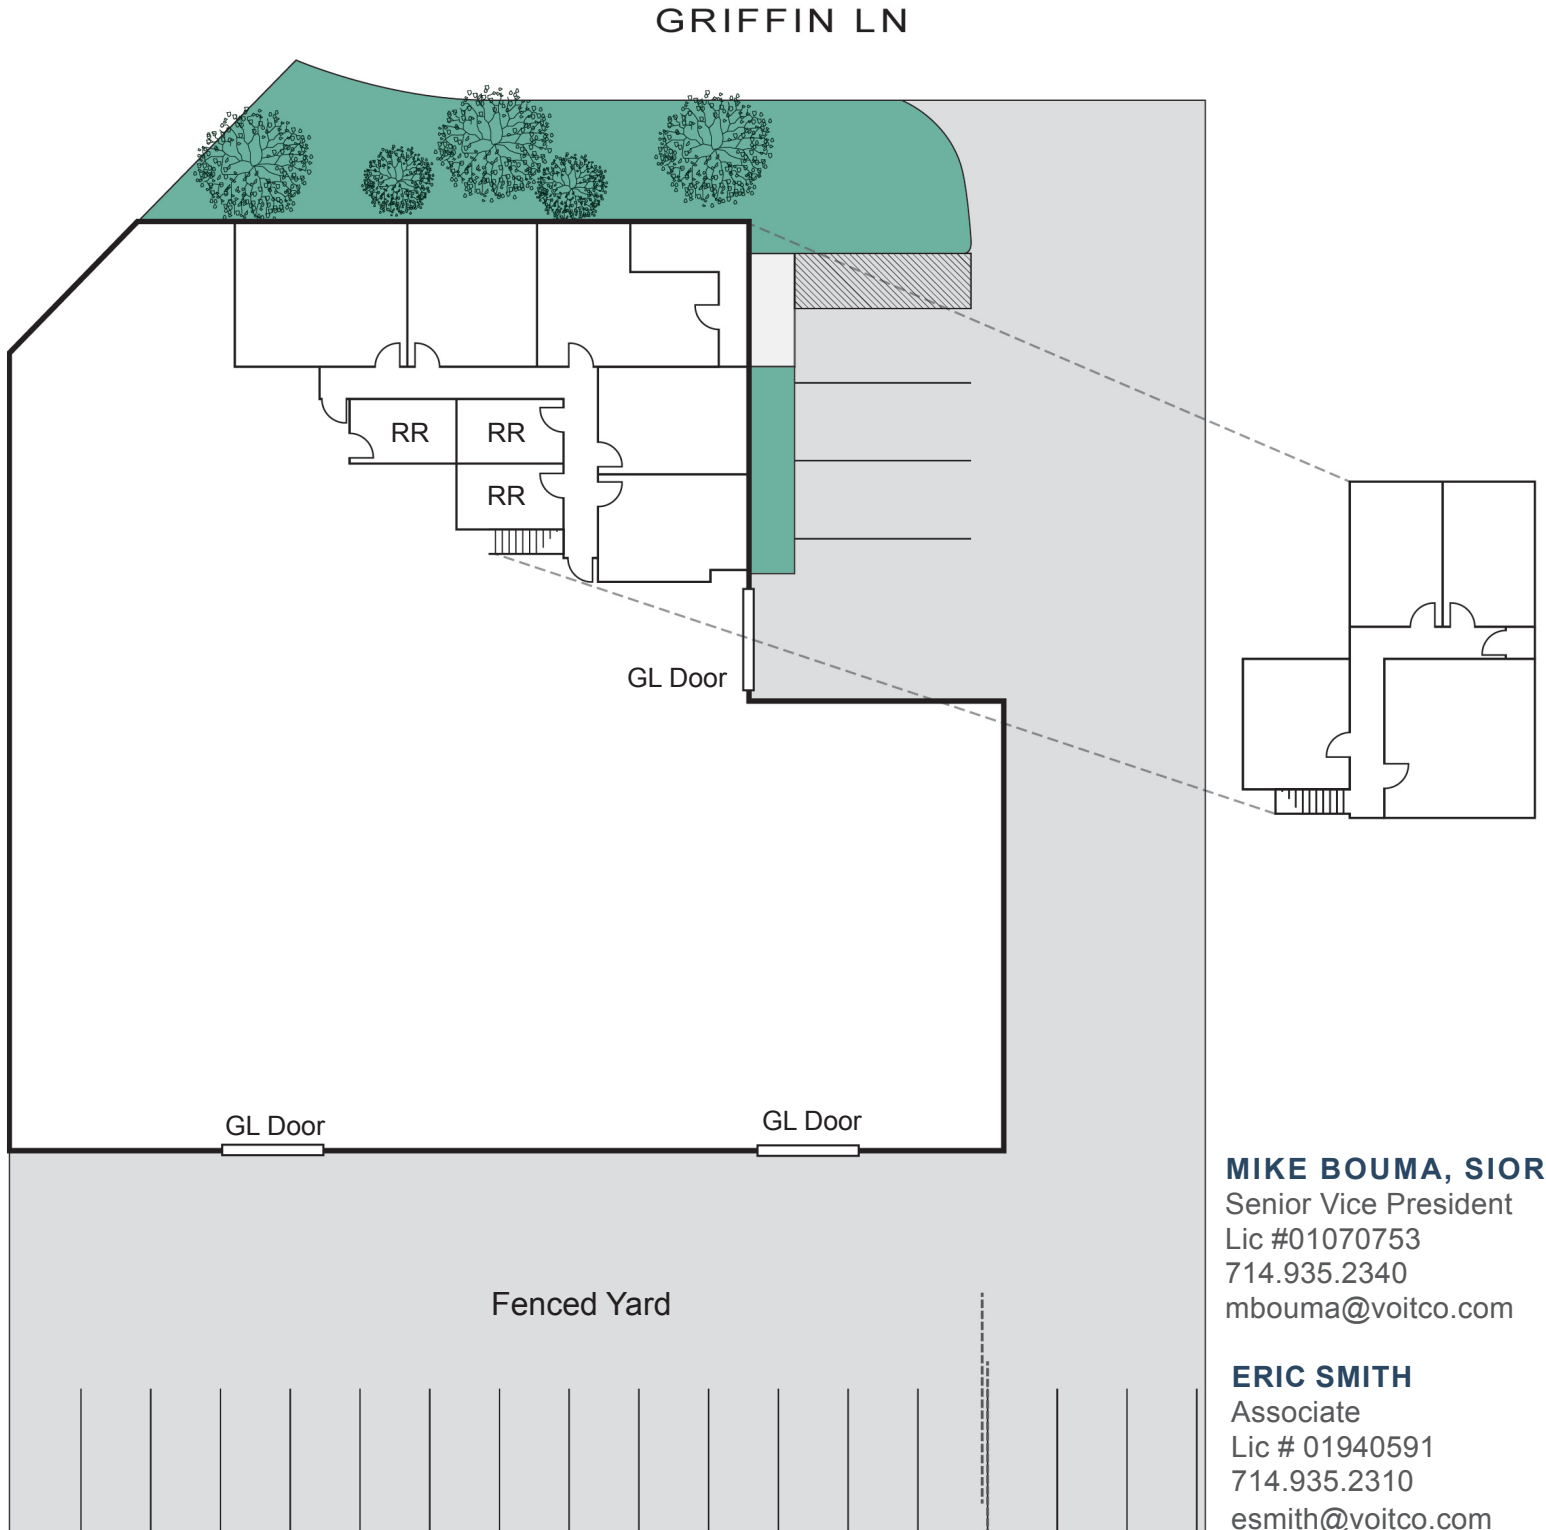 GRIFFIN LN
RR
RR
RR
GL Door
GL Door
GL Door
Fenced Yard
MIKE BOUMA, SIOR
Senior Vice President
Lic #01070753
714.935.2340
mbouma@voitco.com
ERIC SMITH
Associate
Lic # 01940591
714.935.2310
esmith@voitco.com